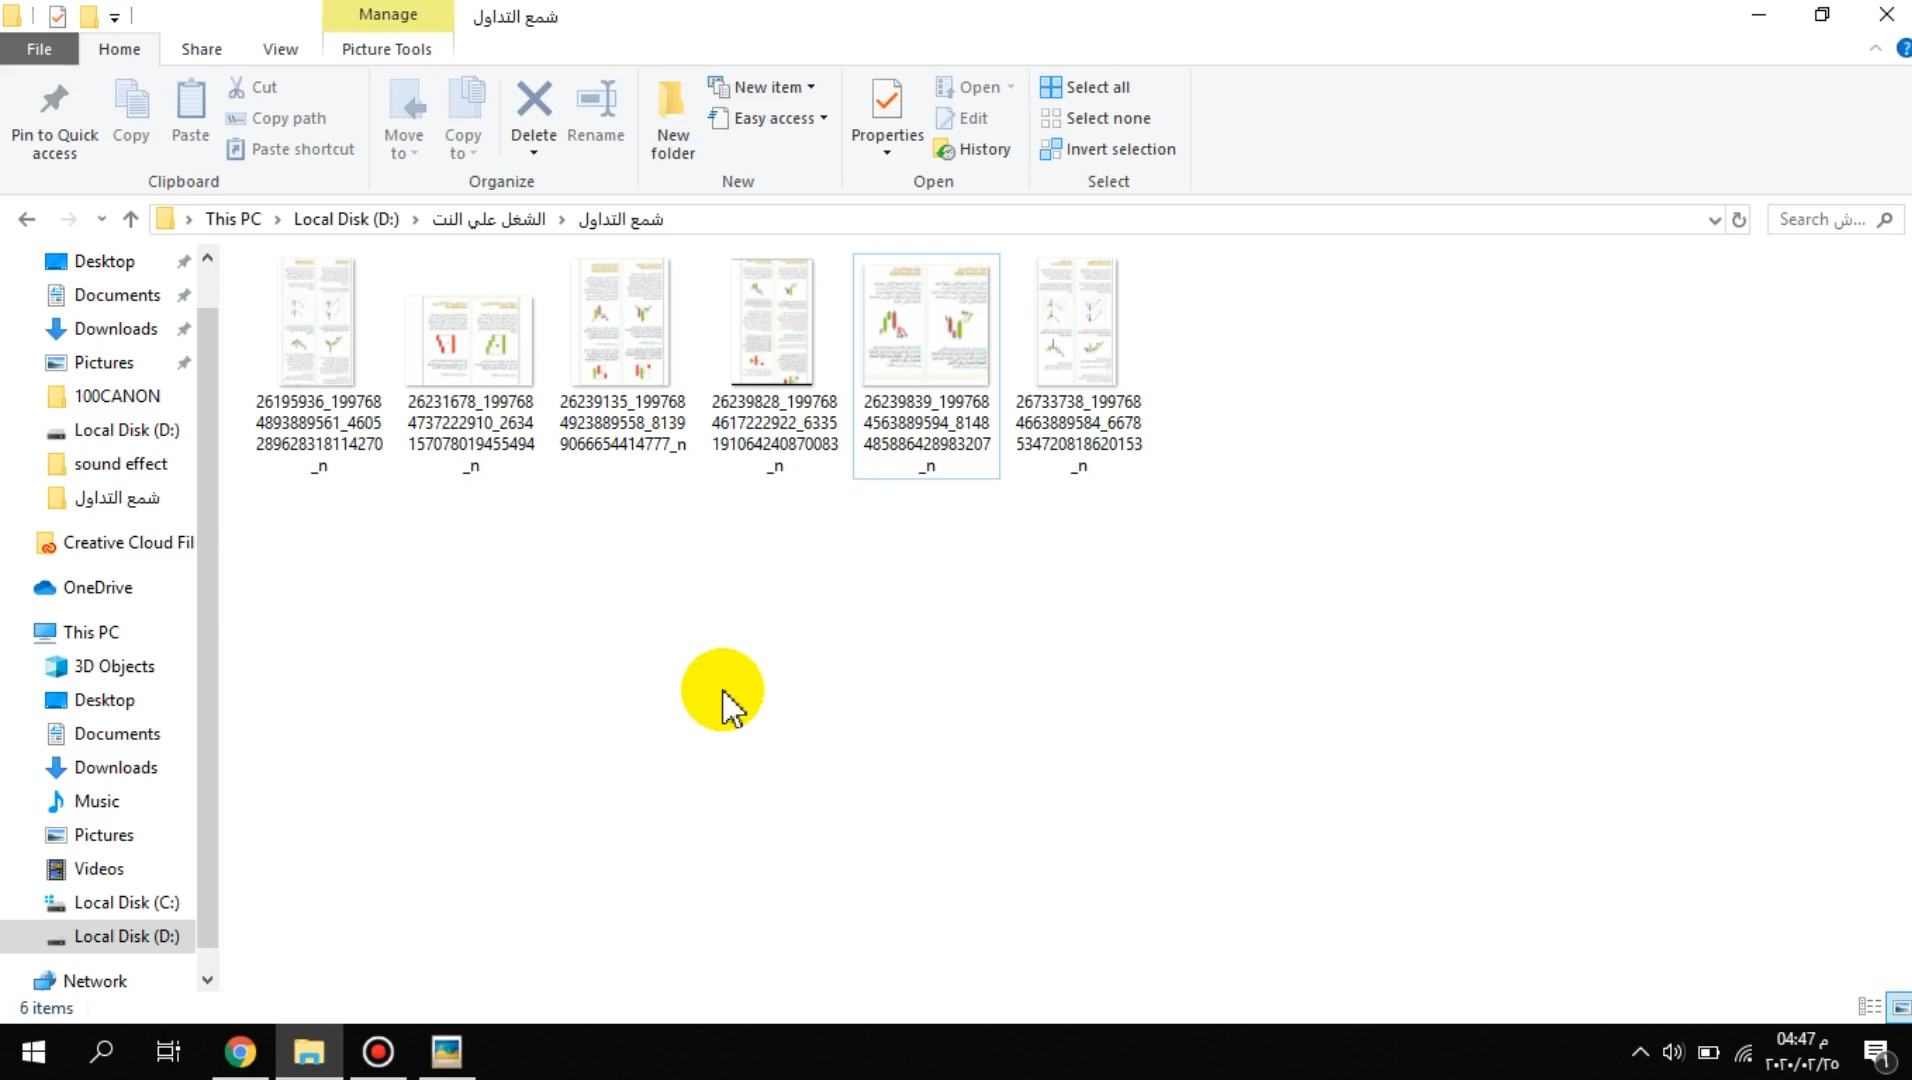 Manage
شمع التداول
File
Home
Share
View
Picture Tools
Pin to Quick access
Copy
Paste
Cut
Copy path
Paste shortcut
Clipboard
Move to
Copy to
Delete
Rename
Organize
New folder
New item
Easy access
New
Properties
Open
Edit
History
Open
Select all
Select none
Invert selection
Select
This PC
Local Disk (D:)
الشغل علي النت
شمع التداول
Search ش...
Desktop
Documents
Downloads
Pictures
100CANON
Local Disk (D:)
sound effect
شمع التداول
Creative Cloud Fil
OneDrive
This PC
3D Objects
Desktop
Documents
Downloads
Music
Pictures
Videos
Local Disk (C:)
Local Disk (D:)
Network
26195936_199768
4893889561_4605
289628318114270
_n
26231678_199768
4737222910_2634
157078019455494
_n
26239135_199768
4923889558_8139
9066654414777_n
26239828_199768
4617222922_6335
191064240870083
_n
26239839_199768
4563889594_8148
485886428983207
_n
26733738_199768
4663889584_6678
534720818620153
_n
6 items
04:47 م
٢٠٢٠/٠٢/٢٥
١